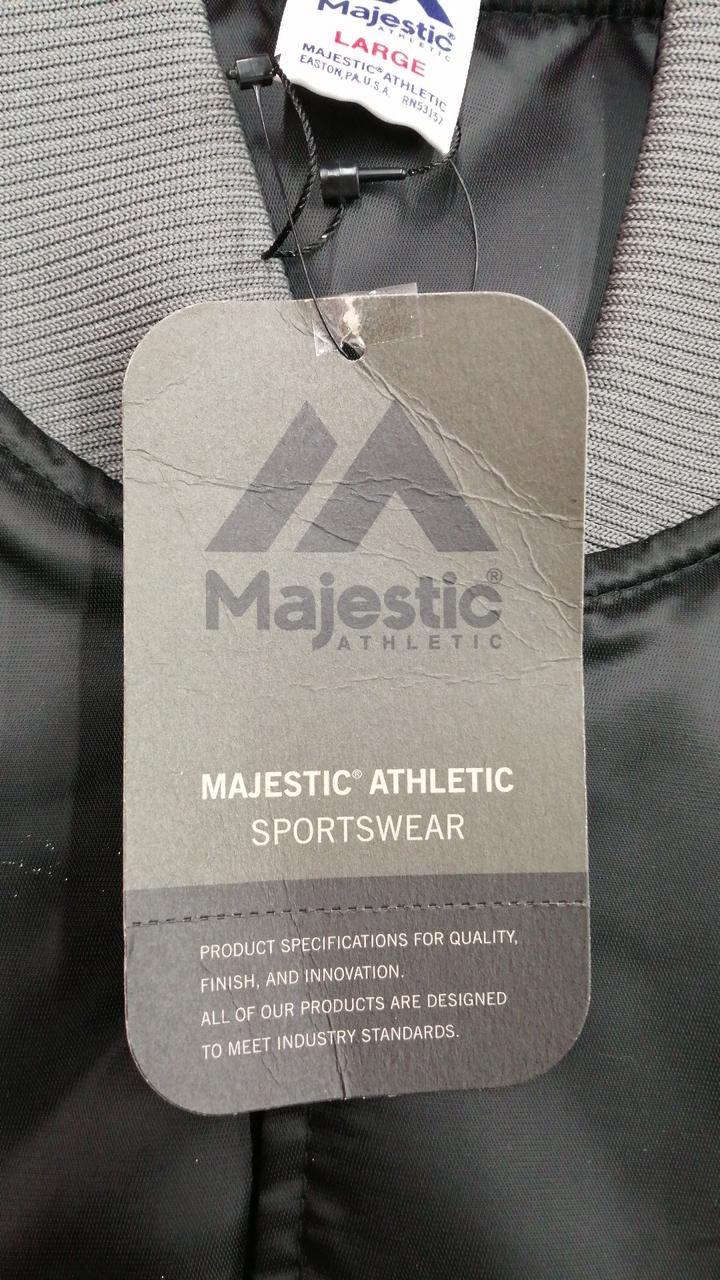 Majestic®
ATHLETIC
LARGE
MAJESTIC® ATHLETIC
EASTON, PA. U.S.A. RN53157
Majestic®
ATHLETIC
MAJESTIC® ATHLETIC
SPORTSWEAR
PRODUCT SPECIFICATIONS FOR QUALITY,
FINISH, AND INNOVATION.
ALL OF OUR PRODUCTS ARE DESIGNED
TO MEET INDUSTRY STANDARDS.